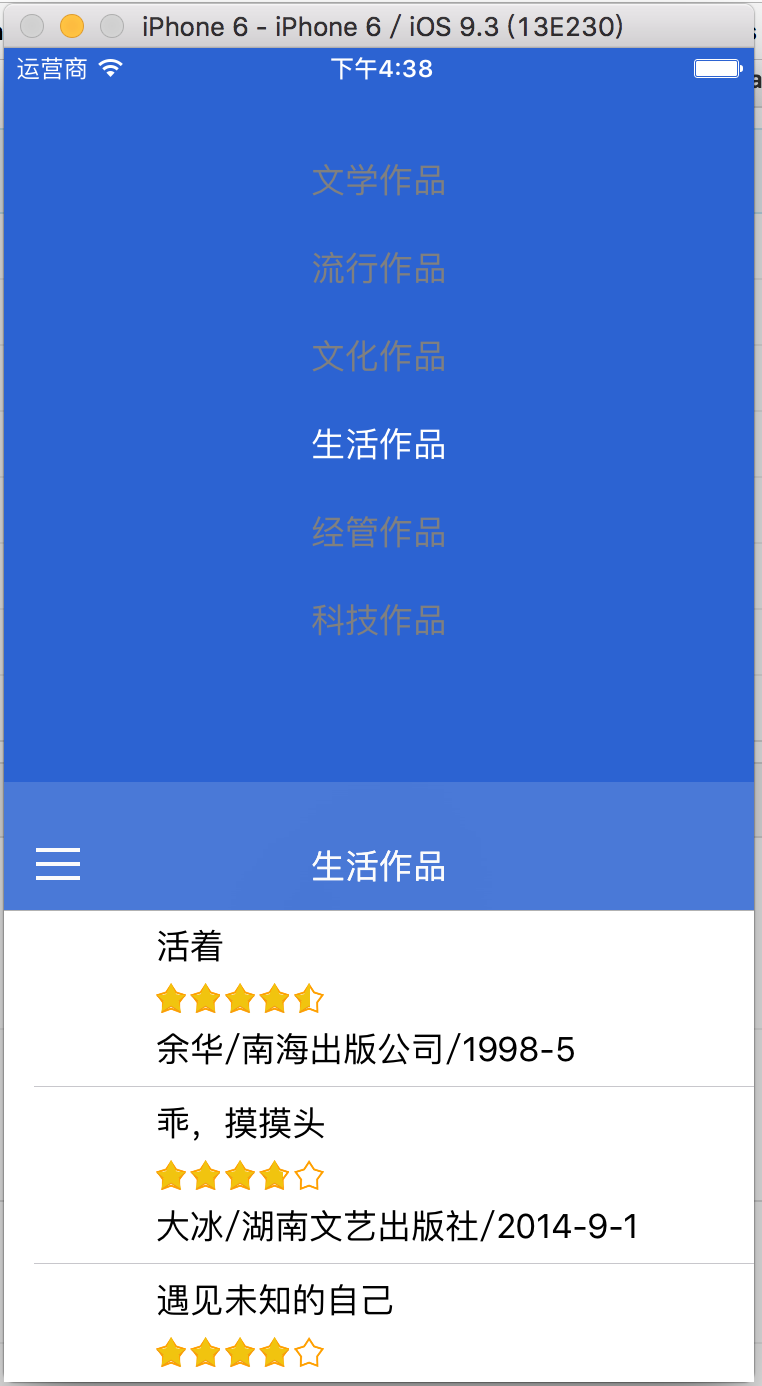 iPhone 6 - iPhone 6 / iOS 9.3 (13E230)
运营商 下午4:38
文学作品
流行作品
文化作品
生活作品
经管作品
科技作品
生活作品
活着
余华/南海出版公司/1998-5
乖，摸摸头
大冰/湖南文艺出版社/2014-9-1
遇见未知的自己